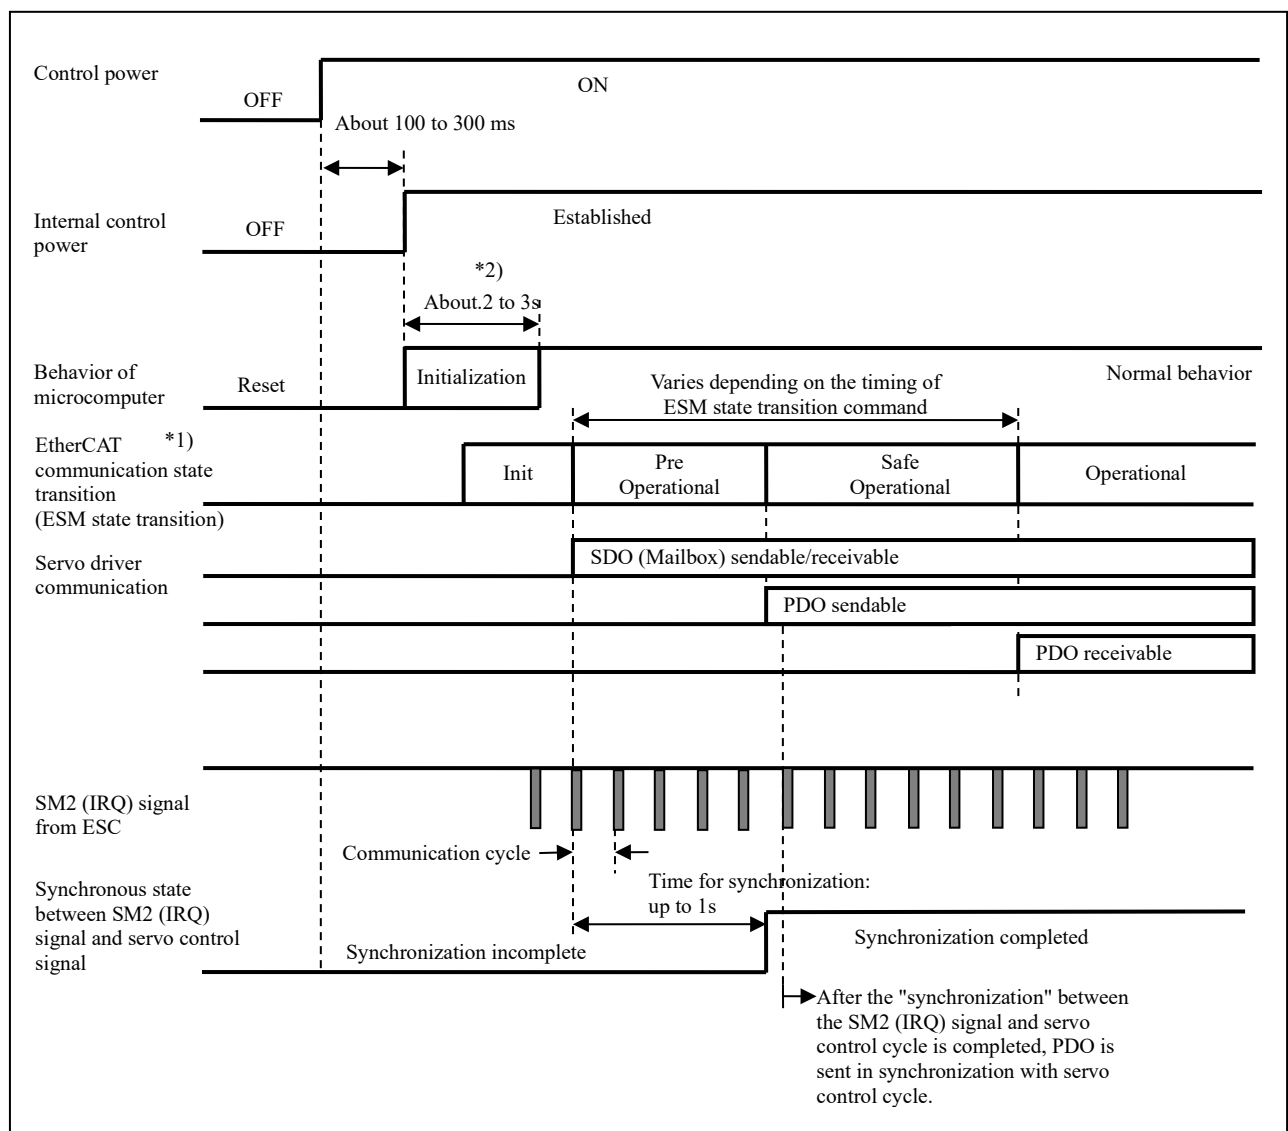 Control power
OFF
ON
About 100 to 300 ms
Internal control
power
OFF
Established
*2)
About.2 to 3s
Behavior of
microcomputer
Reset
Initialization
Varies depending on the timing of
ESM state transition command
Normal behavior
EtherCAT *1)
communication state
transition
(ESM state transition)
Init
Pre
Operational
Safe
Operational
Operational
Servo driver
communication
SDO (Mailbox) sendable/receivable
PDO sendable
PDO receivable
SM2 (IRQ) signal
from ESC
Communication cycle
Time for synchronization:
up to 1s
Synchronous state
between SM2 (IRQ)
signal and servo control
signal
Synchronization incomplete
Synchronization completed
After the "synchronization" between
the SM2 (IRQ) signal and servo
control cycle is completed, PDO is
sent in synchronization with servo
control cycle.